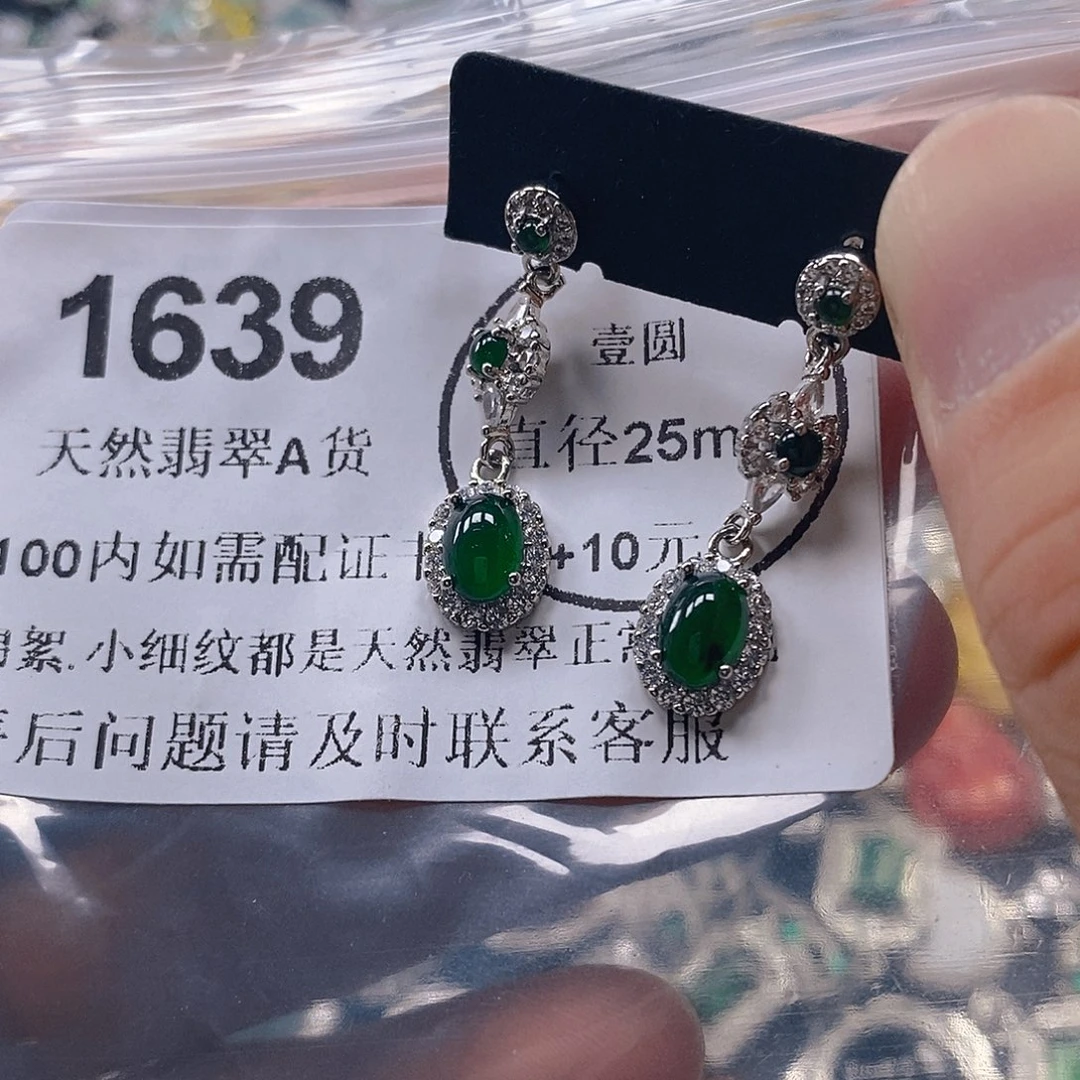 1639
壹圆
天然翡翠A货
直径25m
100内如需配证 +10元
絮.小细纹都是天然翡翠正常
后问题请及时联系客服